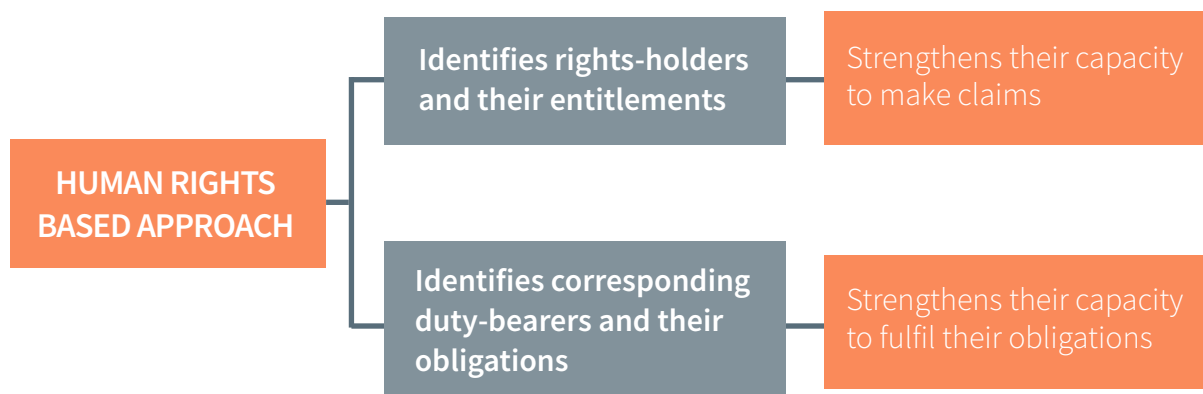 HUMAN RIGHTS
BASED APPROACH
Identifies rights-holders
and their entitlements
Strengthens their capacity
to make claims
Identifies corresponding
duty-bearers and their
obligations
Strengthens their capacity
to fulfil their obligations